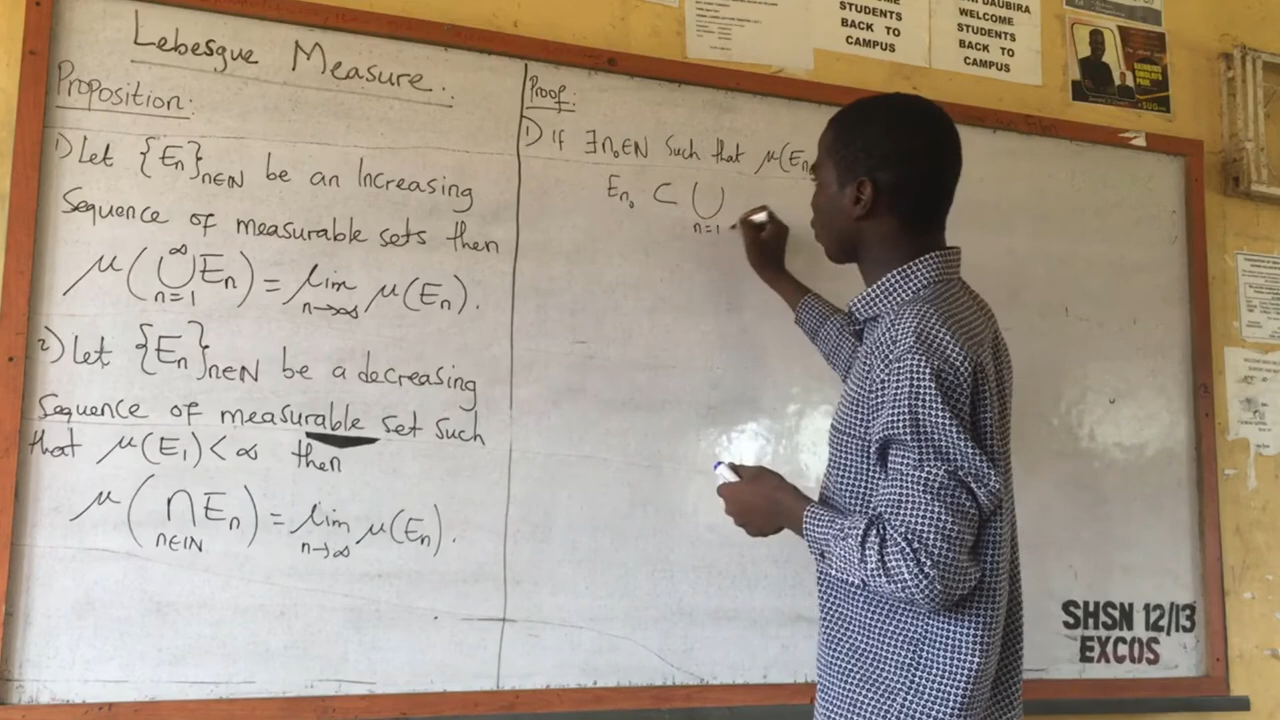 Lebesgue Measure.
Proposition:
1) Let {En}n∈N be an Increasing
Sequence of measurable sets then
μ(∞⋃n=1 En) = lim n→∞ μ(En).
2) Let {En}n∈N be a decreasing
Sequence of measurable set such
that μ(E1) < ∞ then
μ(⋂n∈N En) = lim n→∞ μ(En).
Proof:
1) If ∃n0∈N such that μ(En0
En0 ⊂ ⋃n=1
STUDENTS
BACK TO
CAMPUS
DAUBIRA
WELCOME
STUDENTS
BACK TO
CAMPUS
SHSN 12/13
EXCOS